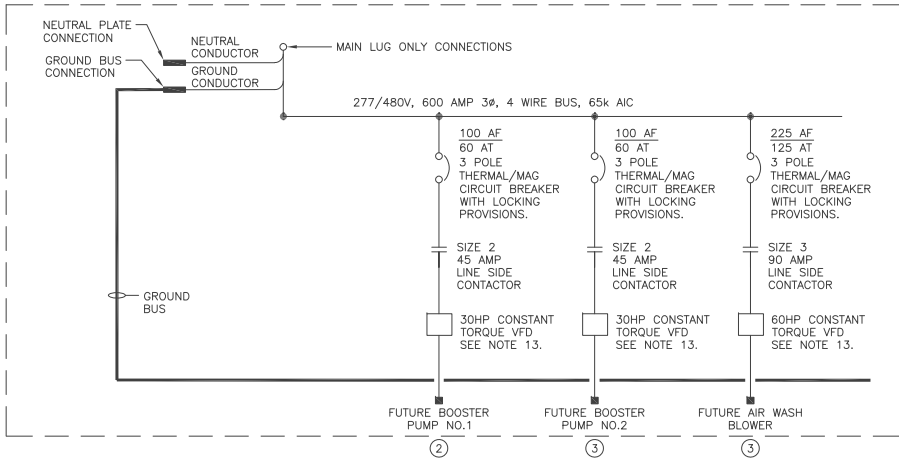 NEUTRAL PLATE
CONNECTION
NEUTRAL
CONDUCTOR
GROUND BUS
CONNECTION
GROUND
CONDUCTOR
MAIN LUG ONLY CONNECTIONS
277/480V, 600 AMP 3ø, 4 WIRE BUS, 65k AIC
100 AF
60 AT
3 POLE
THERMAL/MAG
CIRCUIT BREAKER
WITH LOCKING
PROVISIONS.
100 AF
60 AT
3 POLE
THERMAL/MAG
CIRCUIT BREAKER
WITH LOCKING
PROVISIONS.
225 AF
125 AT
3 POLE
THERMAL/MAG
CIRCUIT BREAKER
WITH LOCKING
PROVISIONS.
SIZE 2
45 AMP
LINE SIDE
CONTACTOR
SIZE 2
45 AMP
LINE SIDE
CONTACTOR
SIZE 3
90 AMP
LINE SIDE
CONTACTOR
GROUND
BUS
30HP CONSTANT
TORQUE VFD
SEE NOTE 13.
30HP CONSTANT
TORQUE VFD
SEE NOTE 13.
60HP CONSTANT
TORQUE VFD
SEE NOTE 13.
FUTURE BOOSTER
PUMP NO.1
2
FUTURE BOOSTER
PUMP NO.2
3
FUTURE AIR WASH
BLOWER
3